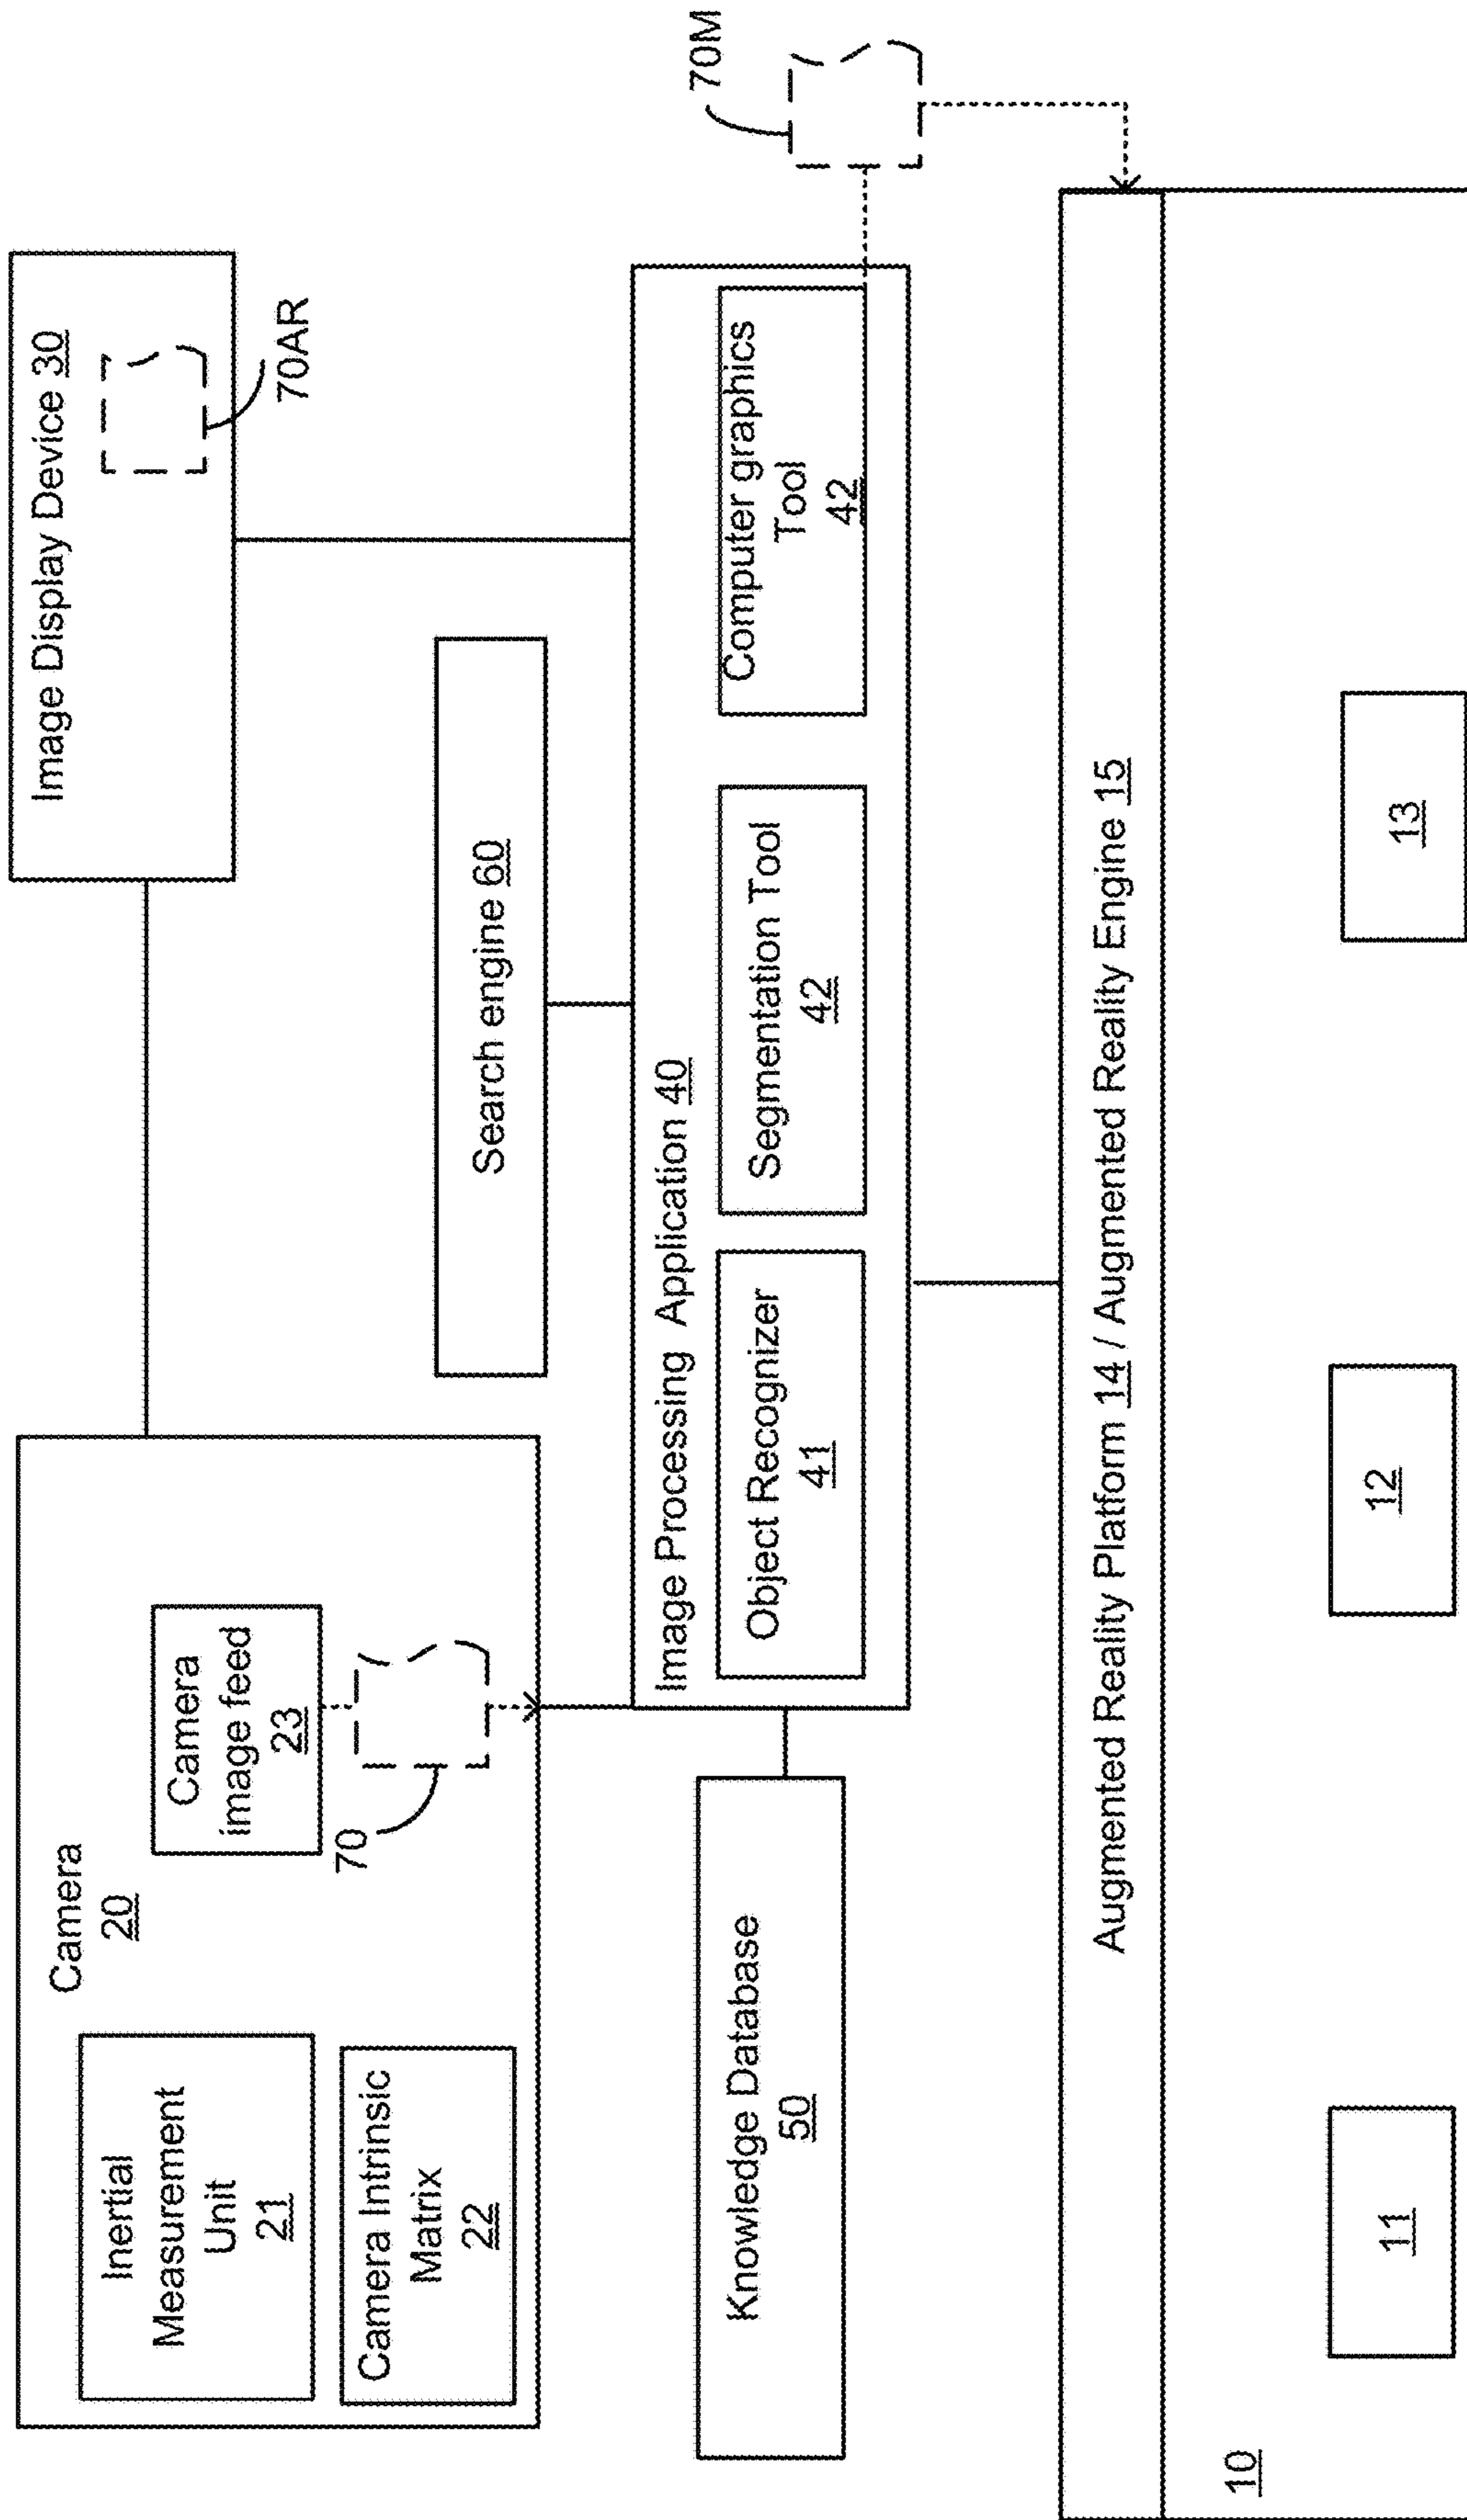 Camera
20
Inertial
Measurement
Unit
21
Camera Intrinsic
Matrix
22
Camera
image feed
23
70
Image Display Device 30
70AR
Search engine 60
Knowledge Database
50
Image Processing Application 40
Object Recognizer
41
Segmentation Tool
42
Computer graphics
Tool
42
70M
Augmented Reality Platform 14 / Augmented Reality Engine 15
10
11
12
13